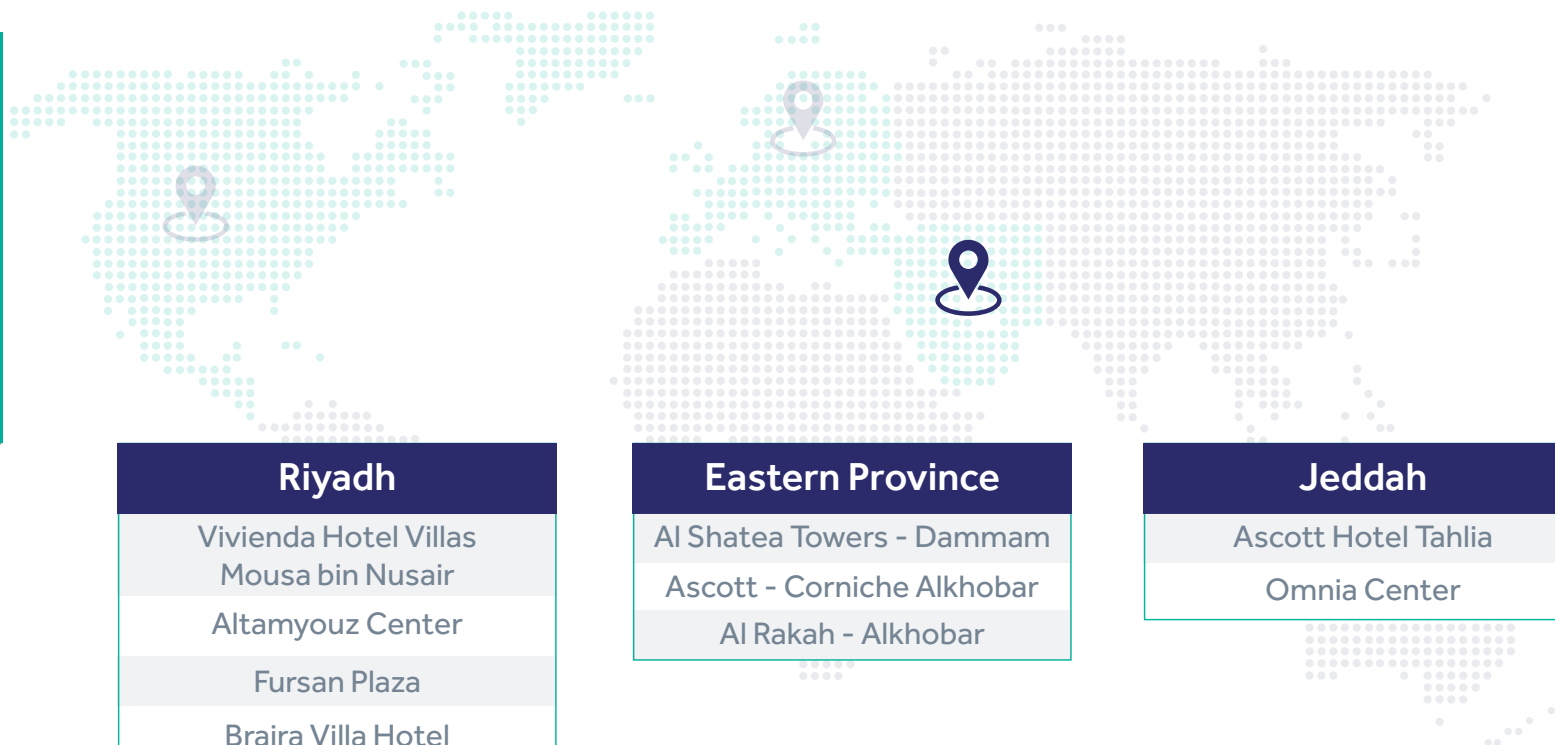 Riyadh
Vivienda Hotel Villas
Mousa bin Nusair
Altamyouz Center
Fursan Plaza
Braira Villa Hotel
Eastern Province
Al Shatea Towers - Dammam
Ascott - Corniche Alkhobar
Al Rakah - Alkhobar
Jeddah
Ascott Hotel Tahlia
Omnia Center